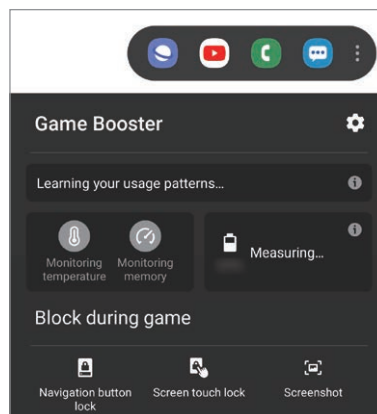 Game Booster
Learning your usage patterns...
Monitoring temperature
Monitoring memory
Measuring...
Block during game
Navigation button lock
Screen touch lock
Screenshot